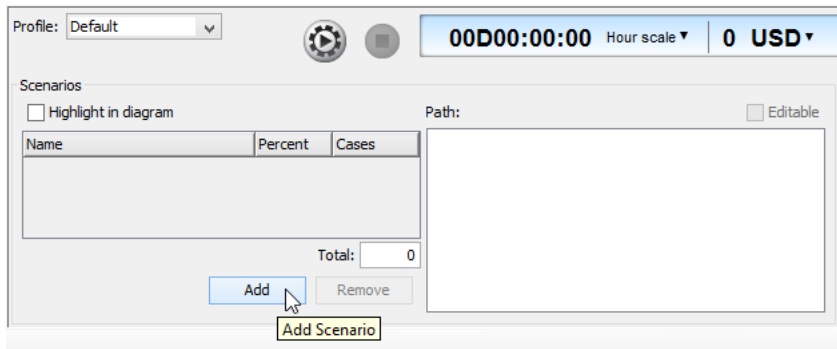 Profile: Default
00D00:00:00 Hour scale ▾ 0 USD ▾
Scenarios
Highlight in diagram
Path:
Editable
Name Percent Cases
Total: 0
Add Remove
Add Scenario